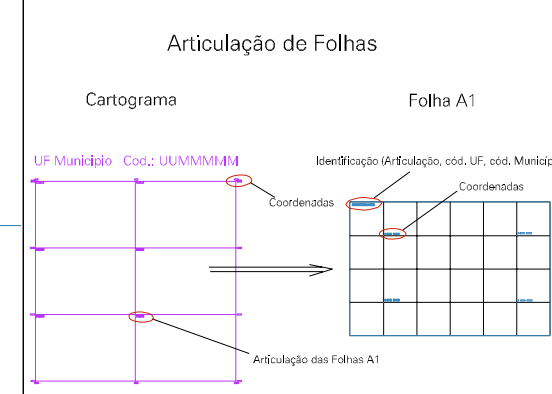 Articulação de Folhas
Cartograma
Folha A1
UF Municipio Cod.: UUMMMMM
Identificação (Articulação, cód. UF, cód. Municíp
Coordenadas
Coordenadas
Articulação das Folhas A1